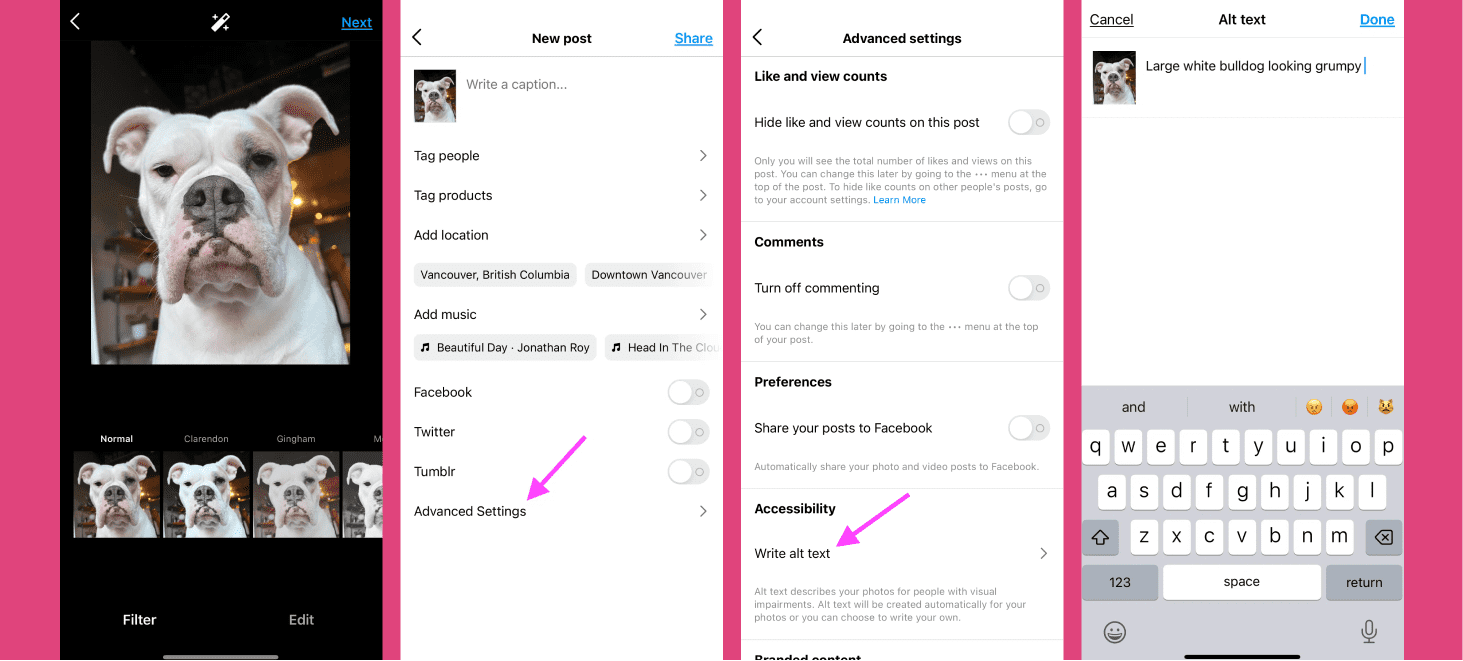 Next
Normal
Clarendon
Gingham
M
Filter
Edit
New post
Share
Write a caption...
Tag people
Tag products
Add location
Vancouver, British Columbia
Downtown Vancouver
Add music
Beautiful Day · Jonathan Roy
Head In The Clou
Facebook
Twitter
Tumblr
Advanced Settings
Advanced settings
Like and view counts
Hide like and view counts on this post
Only you will see the total number of likes and views on this
post. You can change this later by going to the ••• menu at the
top of the post. To hide like counts on other people's posts, go
to your account settings. Learn More
Comments
Turn off commenting
You can change this later by going to the ••• menu at the top
of your post.
Preferences
Share your posts to Facebook
Automatically share your photo and video posts to Facebook.
Accessibility
Write alt text
Alt text describes your photos for people with visual
impairments. Alt text will be created automatically for your
photos or you can choose to write your own.
Branded content
Cancel
Alt text
Done
Large white bulldog looking grumpy
and with 😠 😡 😾
q w e r t y u i o p
a s d f g h j k l
z x c v b n m
123 space return